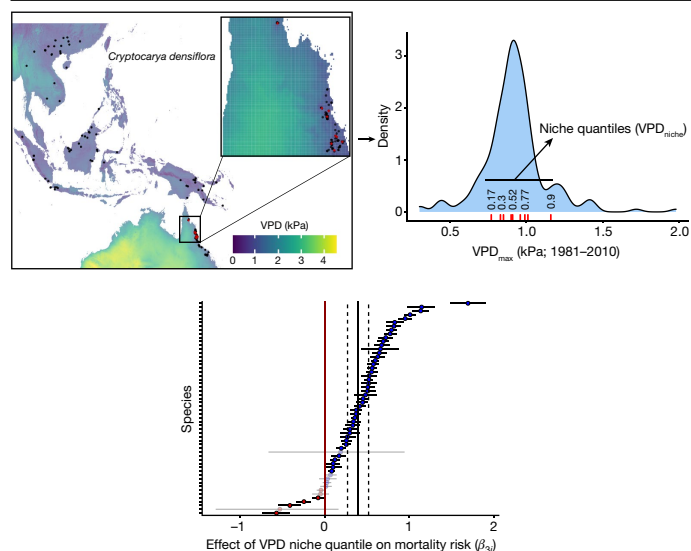 Cryptocarya densiflora
VPD (kPa)
0 1 2 3 4
Density
3
2
1
0
Niche quantiles (VPDniche)
0.17
0.3
0.52
0.77
0.9
0.5 1.0 1.5 2.0
VPDmax (kPa; 1981–2010)
Species
−1 0 1 2
Effect of VPD niche quantile on mortality risk (β3i)